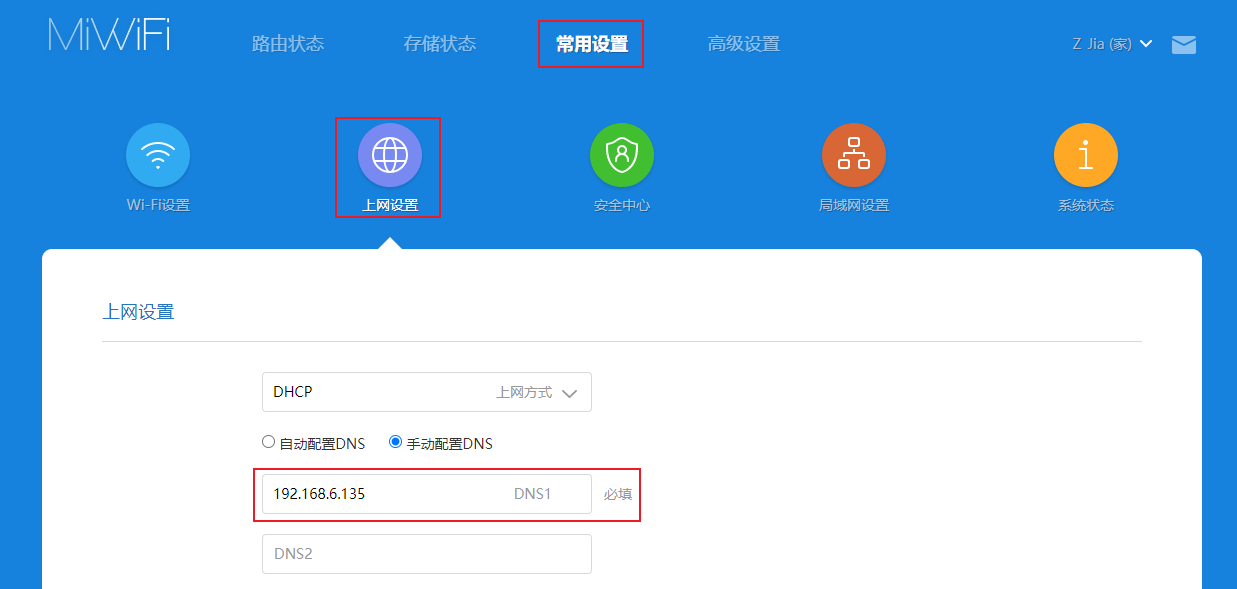 MiWiFi 路由状态 存储状态 常用设置 高级设置 Z Jia (家)
Wi-Fi设置 上网设置 安全中心 局域网设置 系统状态
上网设置
DHCP 上网方式
自动配置DNS 手动配置DNS
192.168.6.135 DNS1 必填
DNS2